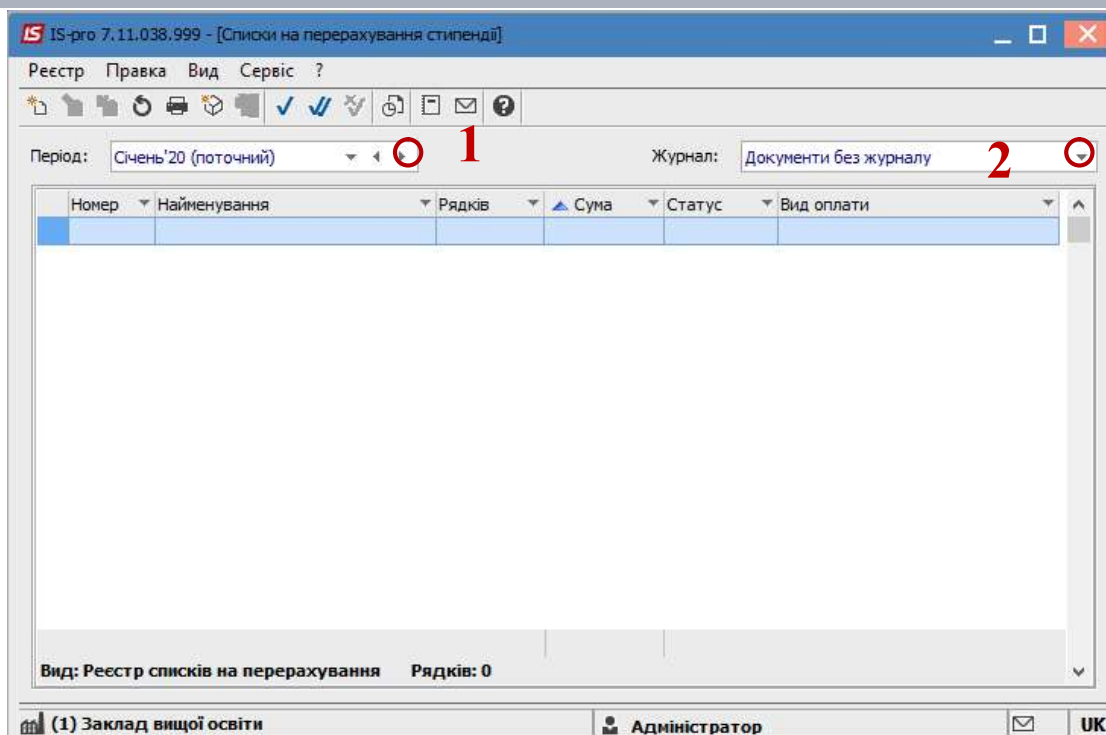 IS-pro 7.11.038.999 - [Списки на перерахування стипендії]
Реєстр Правка Вид Сервіс ?
Період: Січень'20 (поточний) 1 Журнал: Документи без журналу 2
Номер Найменування Рядків Сума Статус Вид оплати
Вид: Реєстр списків на перерахування Рядків: 0
(1) Заклад вищої освіти Адміністратор UK